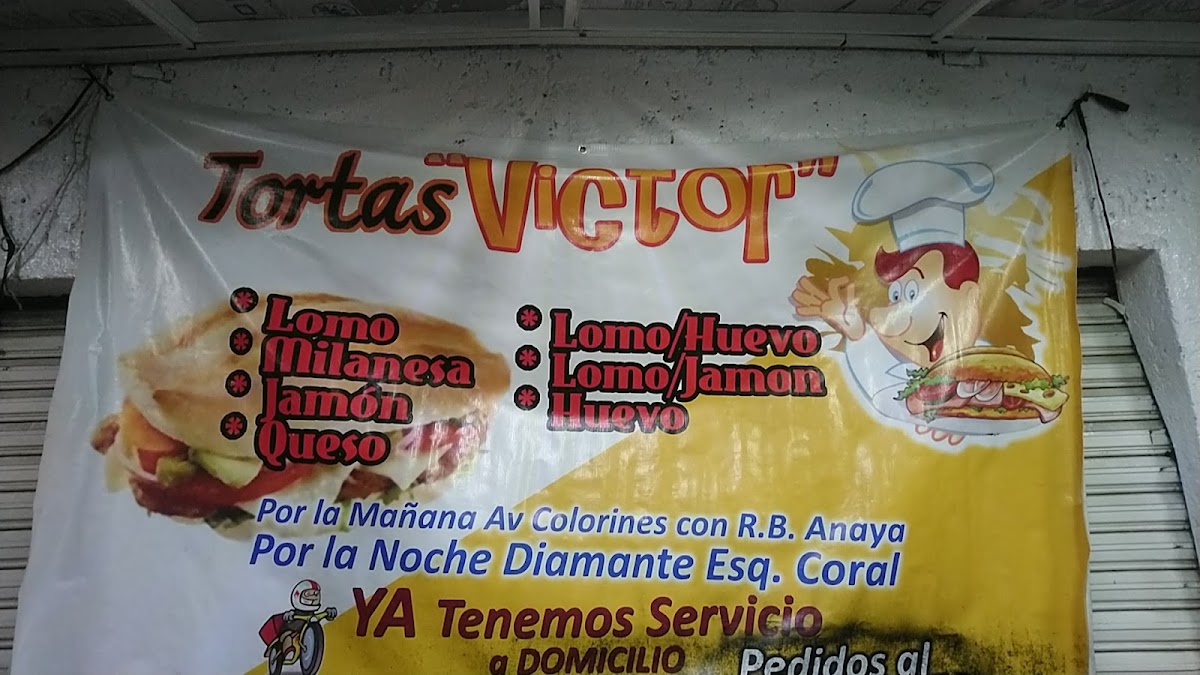 Tortas "Victor"
* Lomo
* Milanesa
* Jamón
* Queso
* Lomo/Huevo
* Lomo/Jamon
* Huevo
Por la Mañana Av Colorines con R.B. Anaya
Por la Noche Diamante Esq. Coral
YA Tenemos Servicio
a DOMICILIO
Pedidos al